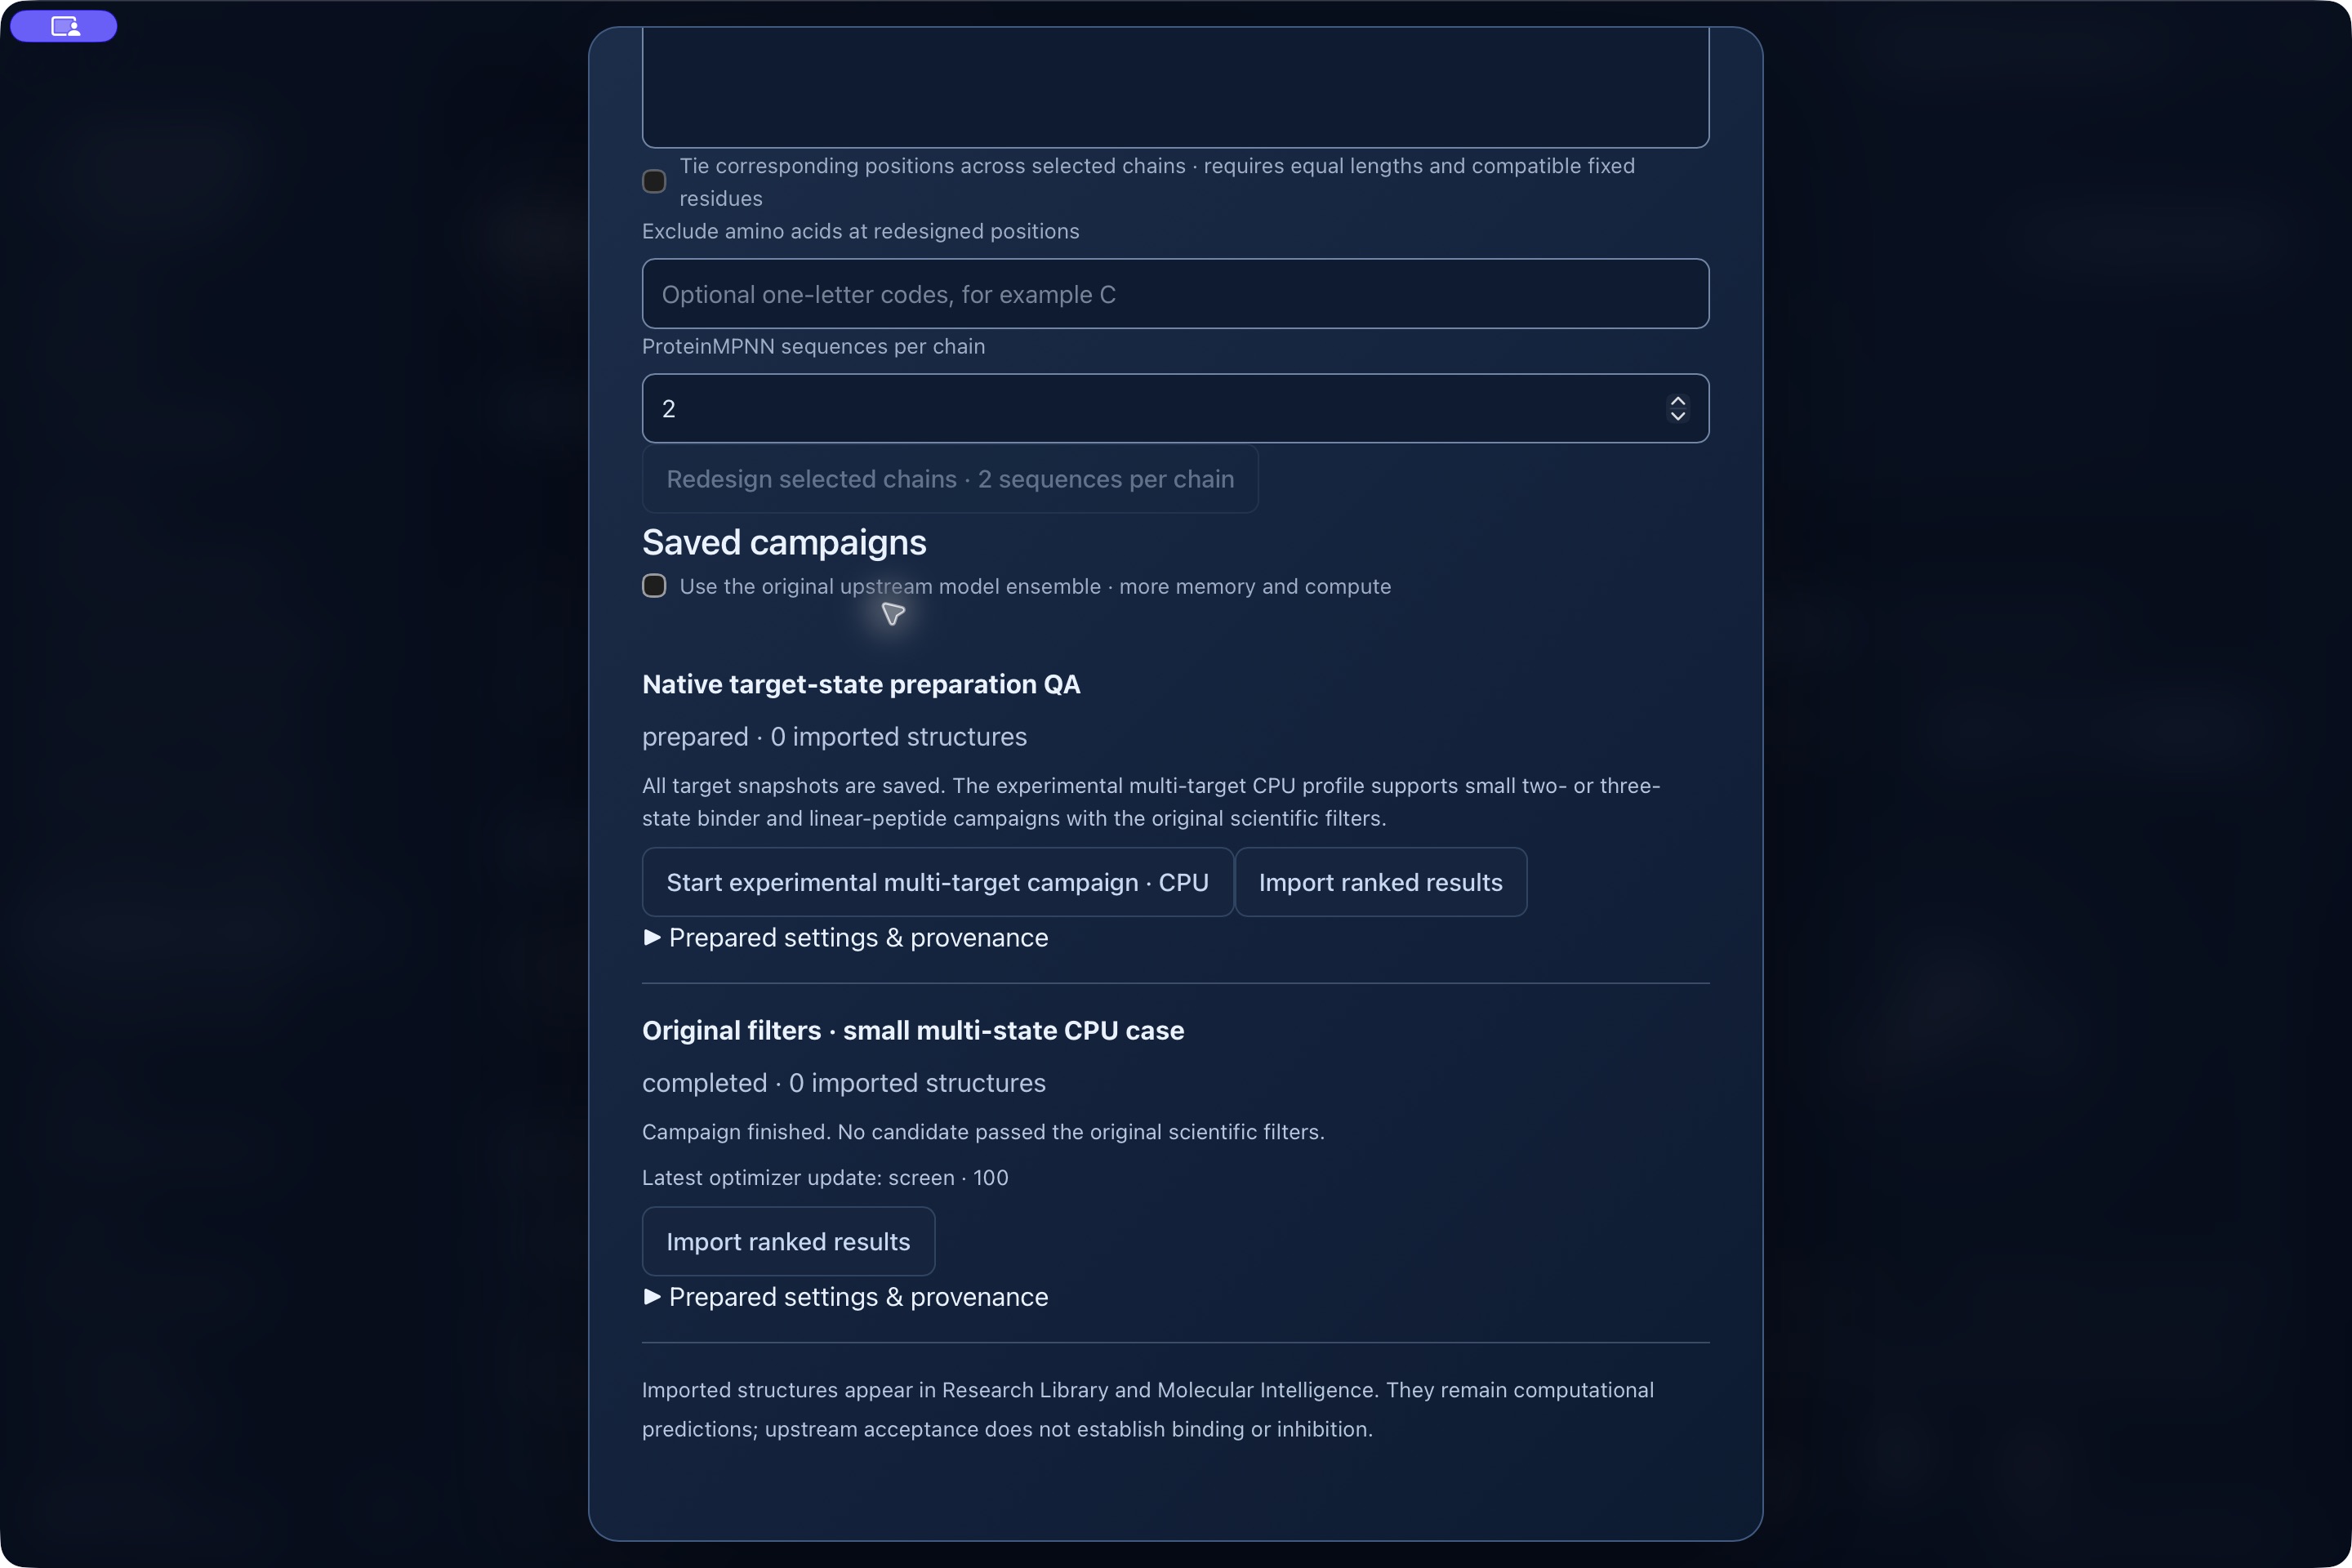 Tie corresponding positions across selected chains · requires equal lengths and compatible fixed
residues
Exclude amino acids at redesigned positions
Optional one-letter codes, for example C
ProteinMPNN sequences per chain
2
Redesign selected chains · 2 sequences per chain
Saved campaigns
Use the original upstream model ensemble · more memory and compute
Native target-state preparation QA
prepared · 0 imported structures
All target snapshots are saved. The experimental multi-target CPU profile supports small two- or three-
state binder and linear-peptide campaigns with the original scientific filters.
Start experimental multi-target campaign · CPU Import ranked results
Prepared settings & provenance
Original filters · small multi-state CPU case
completed · 0 imported structures
Campaign finished. No candidate passed the original scientific filters.
Latest optimizer update: screen · 100
Import ranked results
Prepared settings & provenance
Imported structures appear in Research Library and Molecular Intelligence. They remain computational
predictions; upstream acceptance does not establish binding or inhibition.